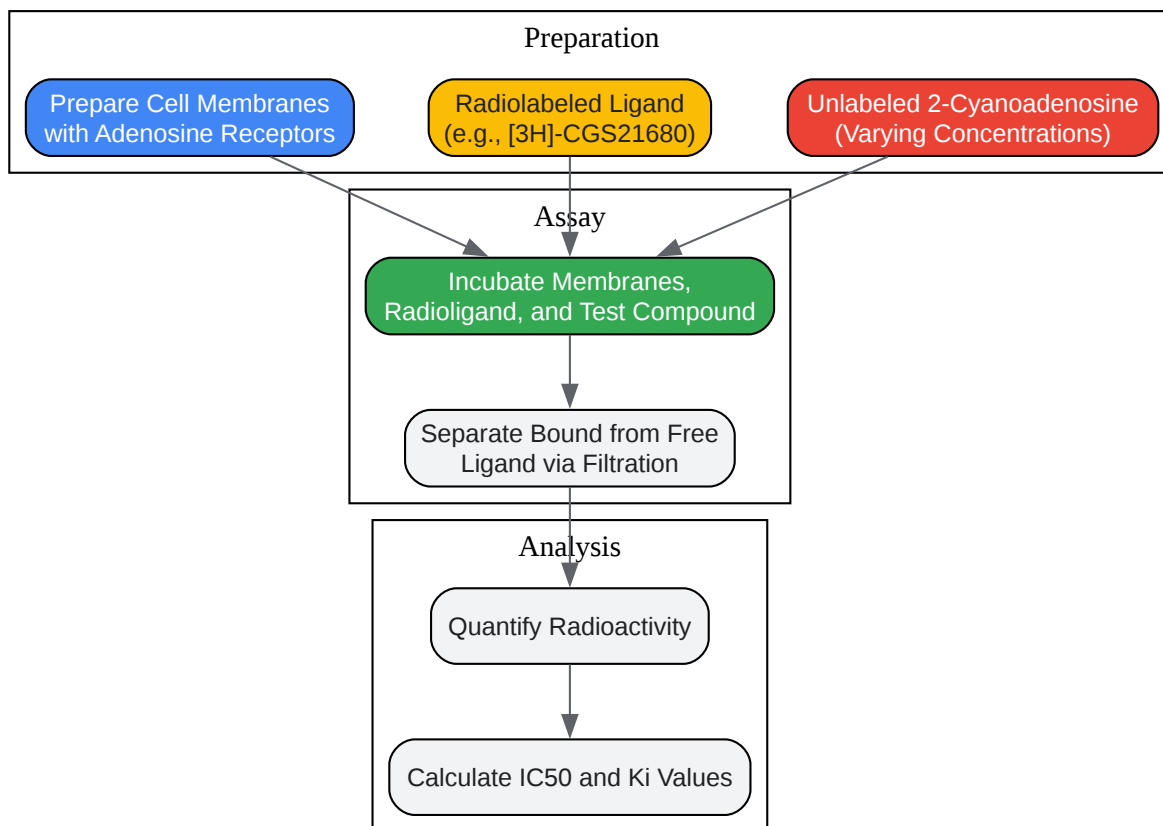 Preparation
Prepare Cell Membranes
with Adenosine Receptors
Radiolabeled Ligand
(e.g., [3H]-CGS21680)
Unlabeled 2-Cyanoadenosine
(Varying Concentrations)
Assay
Incubate Membranes,
Radioligand, and Test Compound
Separate Bound from Free
Ligand via Filtration
Analysis
Quantify Radioactivity
Calculate IC50 and Ki Values